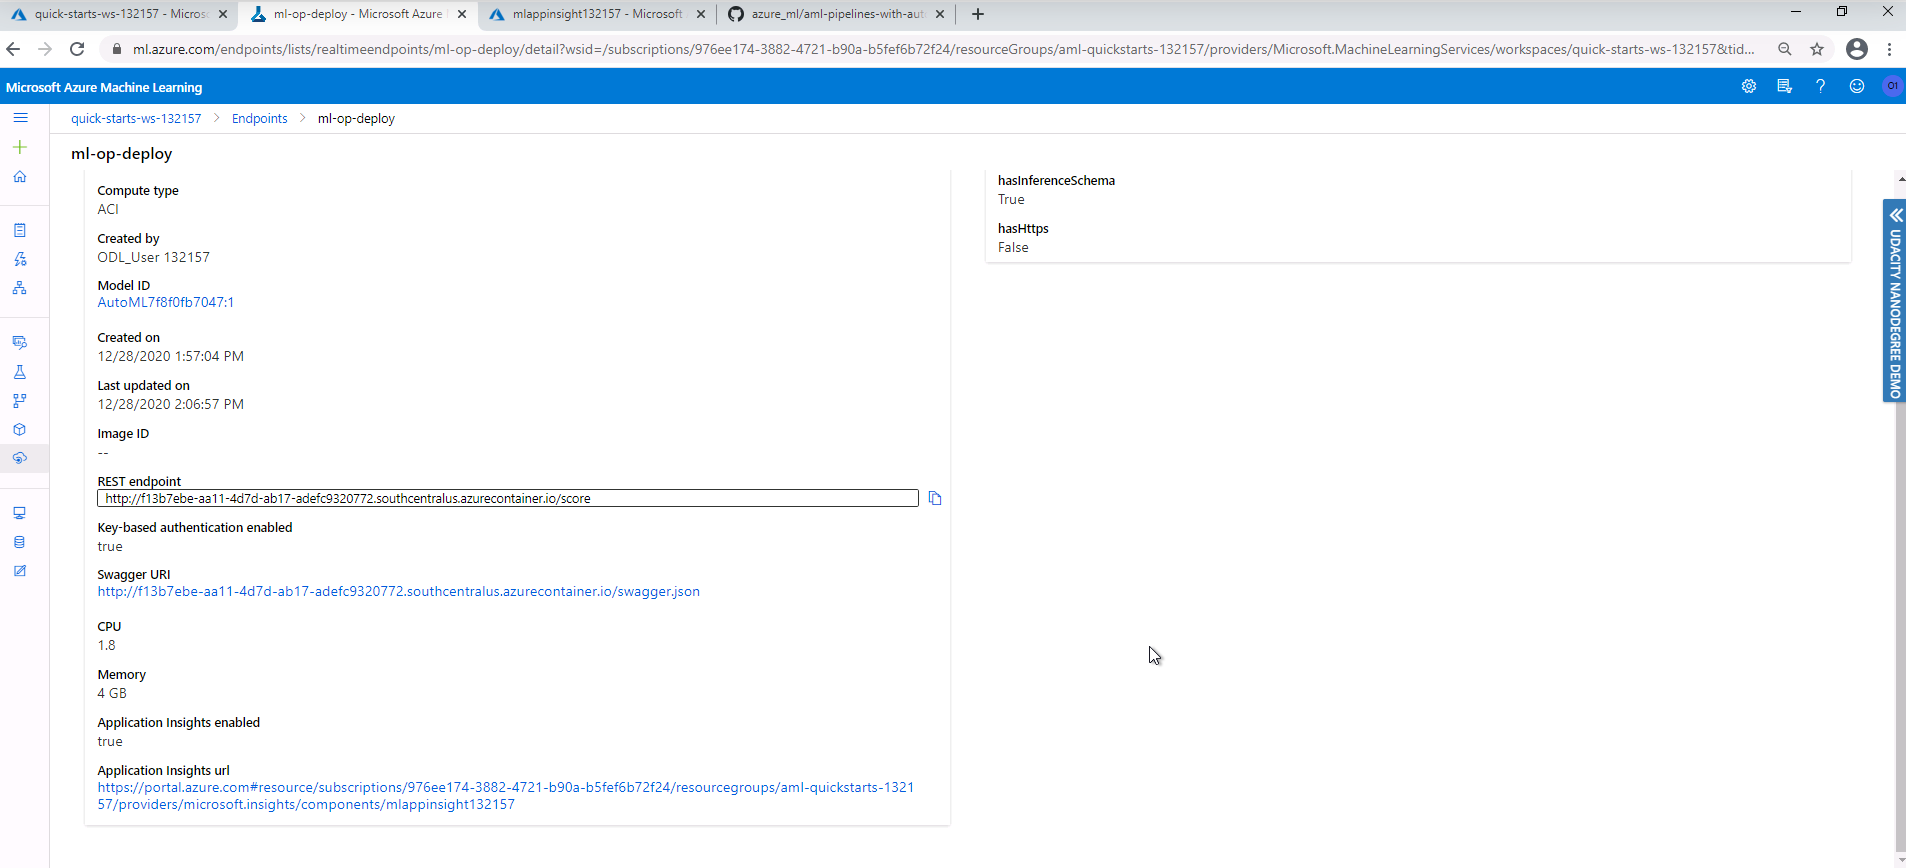 quick-starts-ws-132157 - Microso
ml-op-deploy - Microsoft Azure
mlappinsight132157 - Microsoft
azure_ml/aml-pipelines-with-aut
ml.azure.com/endpoints/lists/realtimeendpoints/ml-op-deploy/detail?wsid=/subscriptions/976ee174-3882-4721-b90a-b5fef6b72f24/resourceGroups/aml-quickstarts-132157/providers/Microsoft.MachineLearningServices/workspaces/quick-starts-ws-132157&tid...
Microsoft Azure Machine Learning
O1
quick-starts-ws-132157 > Endpoints > ml-op-deploy
ml-op-deploy
Compute type
ACI
Created by
ODL_User 132157
Model ID
AutoML7f8f0fb7047:1
Created on
12/28/2020 1:57:04 PM
Last updated on
12/28/2020 2:06:57 PM
Image ID
--
REST endpoint
http://f13b7ebe-aa11-4d7d-ab17-adefc9320772.southcentralus.azurecontainer.io/score
Key-based authentication enabled
true
Swagger URI
http://f13b7ebe-aa11-4d7d-ab17-adefc9320772.southcentralus.azurecontainer.io/swagger.json
CPU
1.8
Memory
4 GB
Application Insights enabled
true
Application Insights url
https://portal.azure.com#resource/subscriptions/976ee174-3882-4721-b90a-b5fef6b72f24/resourcegroups/aml-quickstarts-1321
57/providers/microsoft.insights/components/mlappinsight132157
hasInferenceSchema
True
hasHttps
False
UDACITY NANODEGREE DEMO